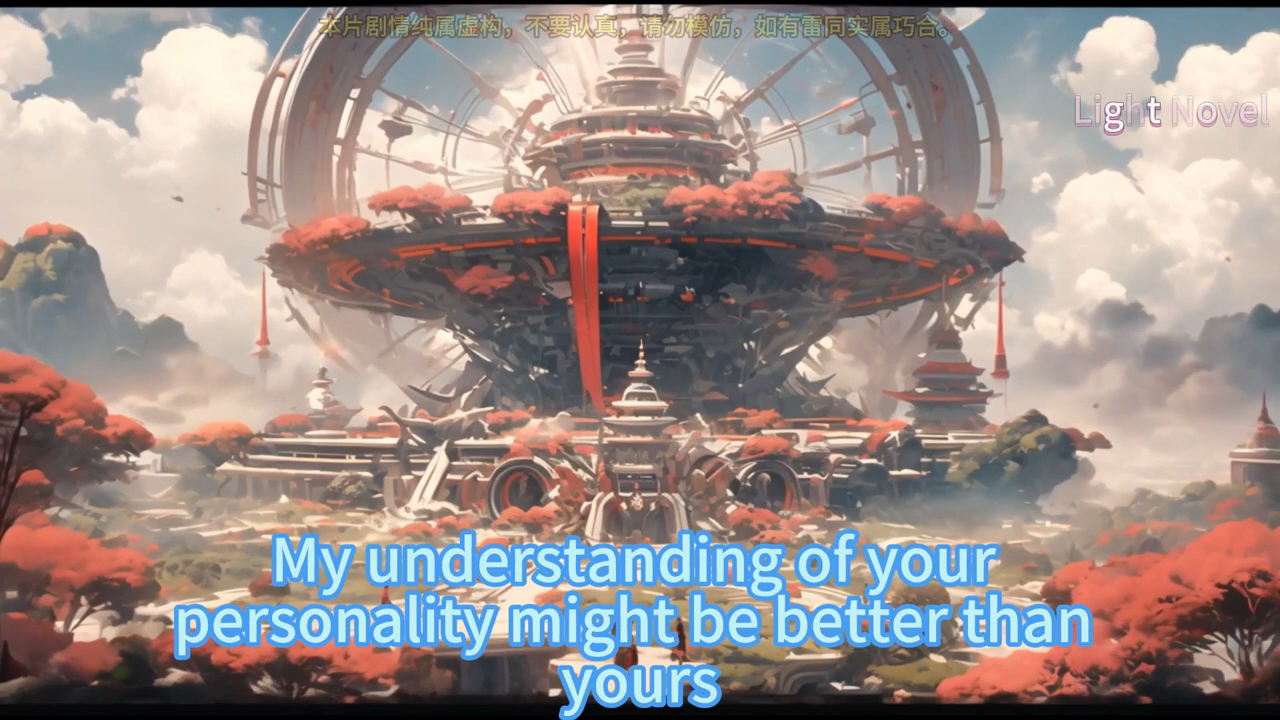 本片剧情纯属虚构，不要认真，请勿模仿，如有雷同实属巧合。
Light Novel
My understanding of your
personality might be better than
yours